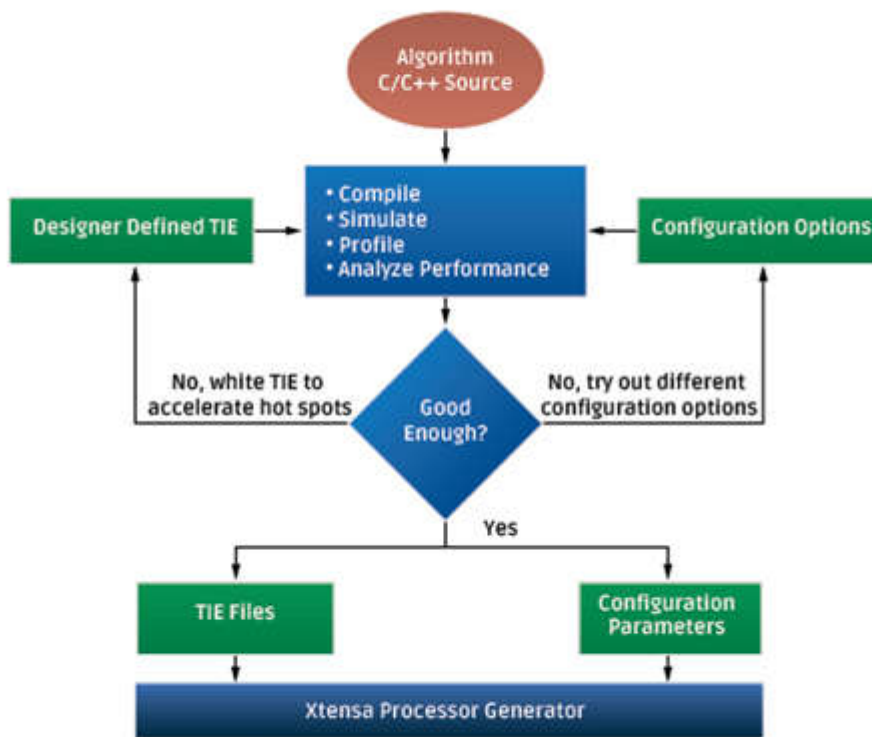 Algorithm
C/C++ Source
• Compile
• Simulate
• Profile
• Analyze Performance
Designer Defined TIE
Configuration Options
No, white TIE to
accelerate hot spots
Good
Enough?
No, try out different
configuration options
Yes
TIE Files
Configuration
Parameters
Xtensa Processor Generator